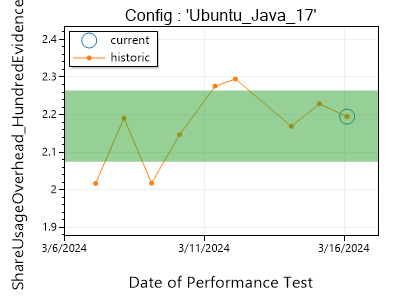 Config : 'Ubuntu_Java_17'
current
historic
ShareUsageOverhead_HundredEvidence
2.4
2.3
2.2
2.1
2
1.9
3/6/2024
3/11/2024
3/16/2024
Date of Performance Test